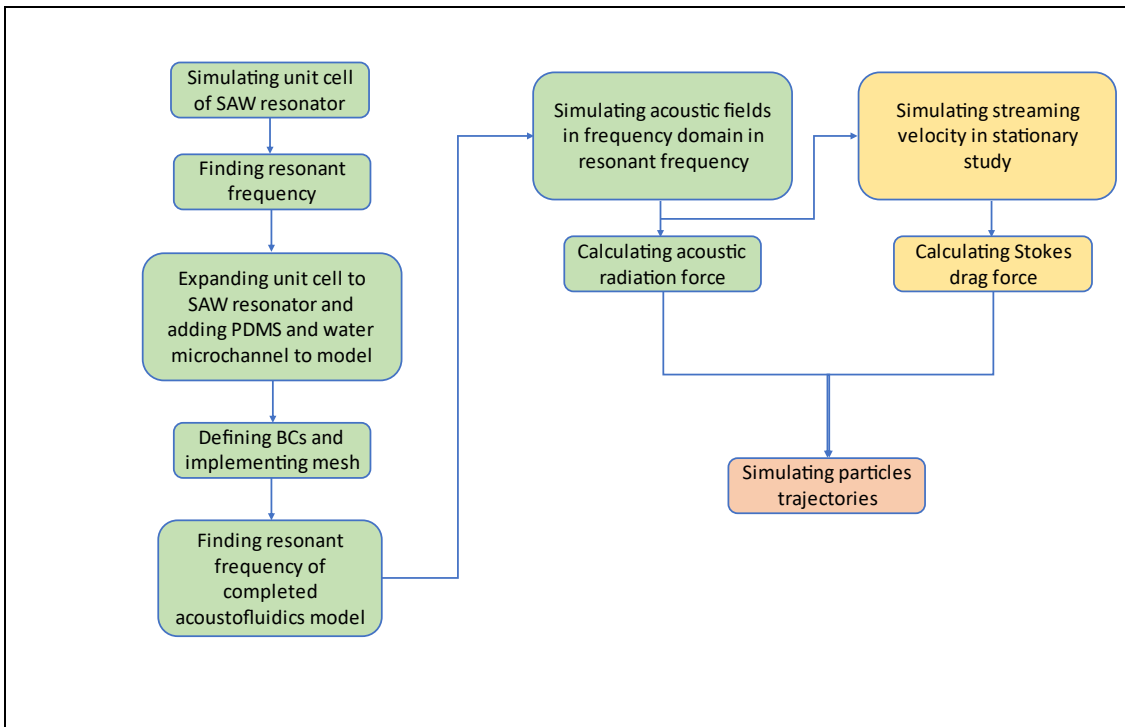 Simulating unit cell
of SAW resonator
Finding resonant
frequency
Expanding unit cell to
SAW resonator and
adding PDMS and water
microchannel to model
Defining BCs and
implementing mesh
Finding resonant
frequency of
completed
acoustofluidics model
Simulating acoustic fields
in frequency domain in
resonant frequency
Calculating acoustic
radiation force
Simulating streaming
velocity in stationary
study
Calculating Stokes
drag force
Simulating particles
trajectories